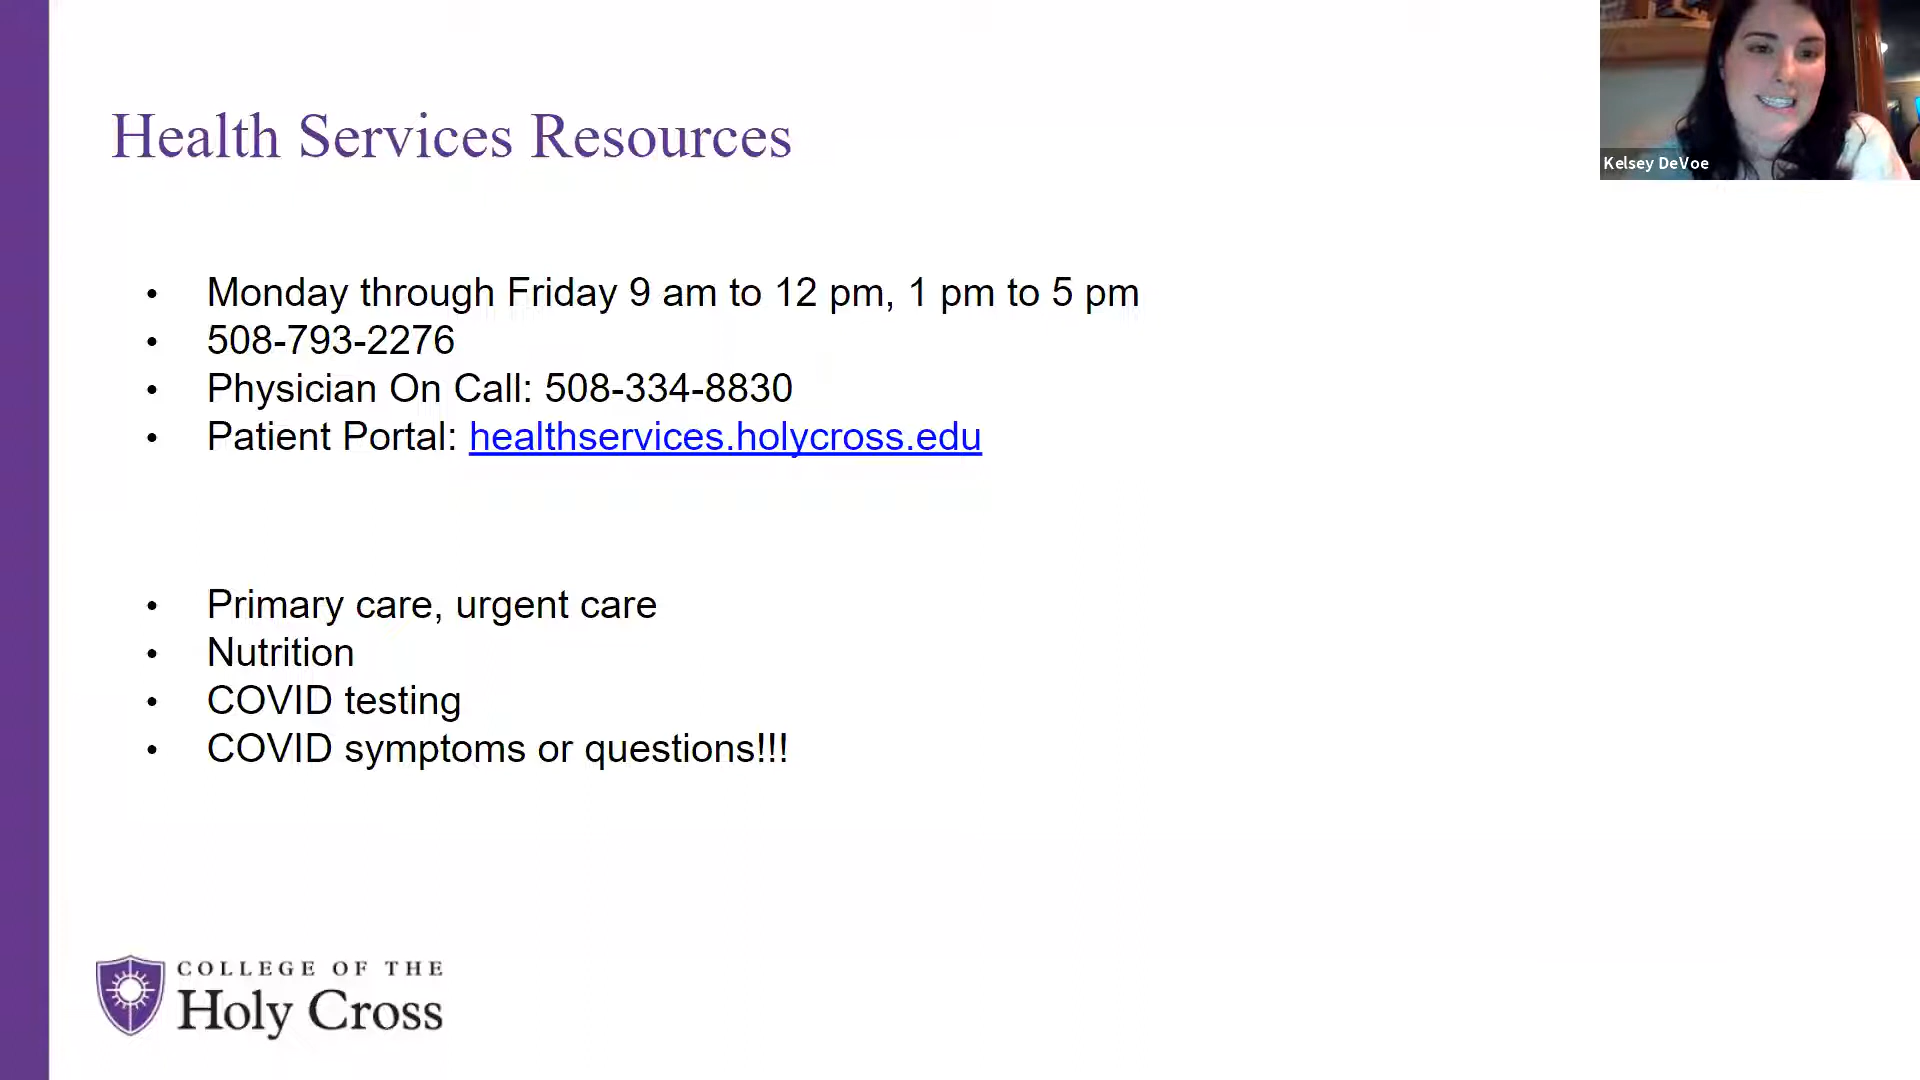 Health Services Resources
Kelsey DeVoe
• Monday through Friday 9 am to 12 pm, 1 pm to 5 pm
• 508-793-2276
• Physician On Call: 508-334-8830
• Patient Portal: healthservices.holycross.edu
• Primary care, urgent care
• Nutrition
• COVID testing
• COVID symptoms or questions!!!
COLLEGE OF THE
Holy Cross